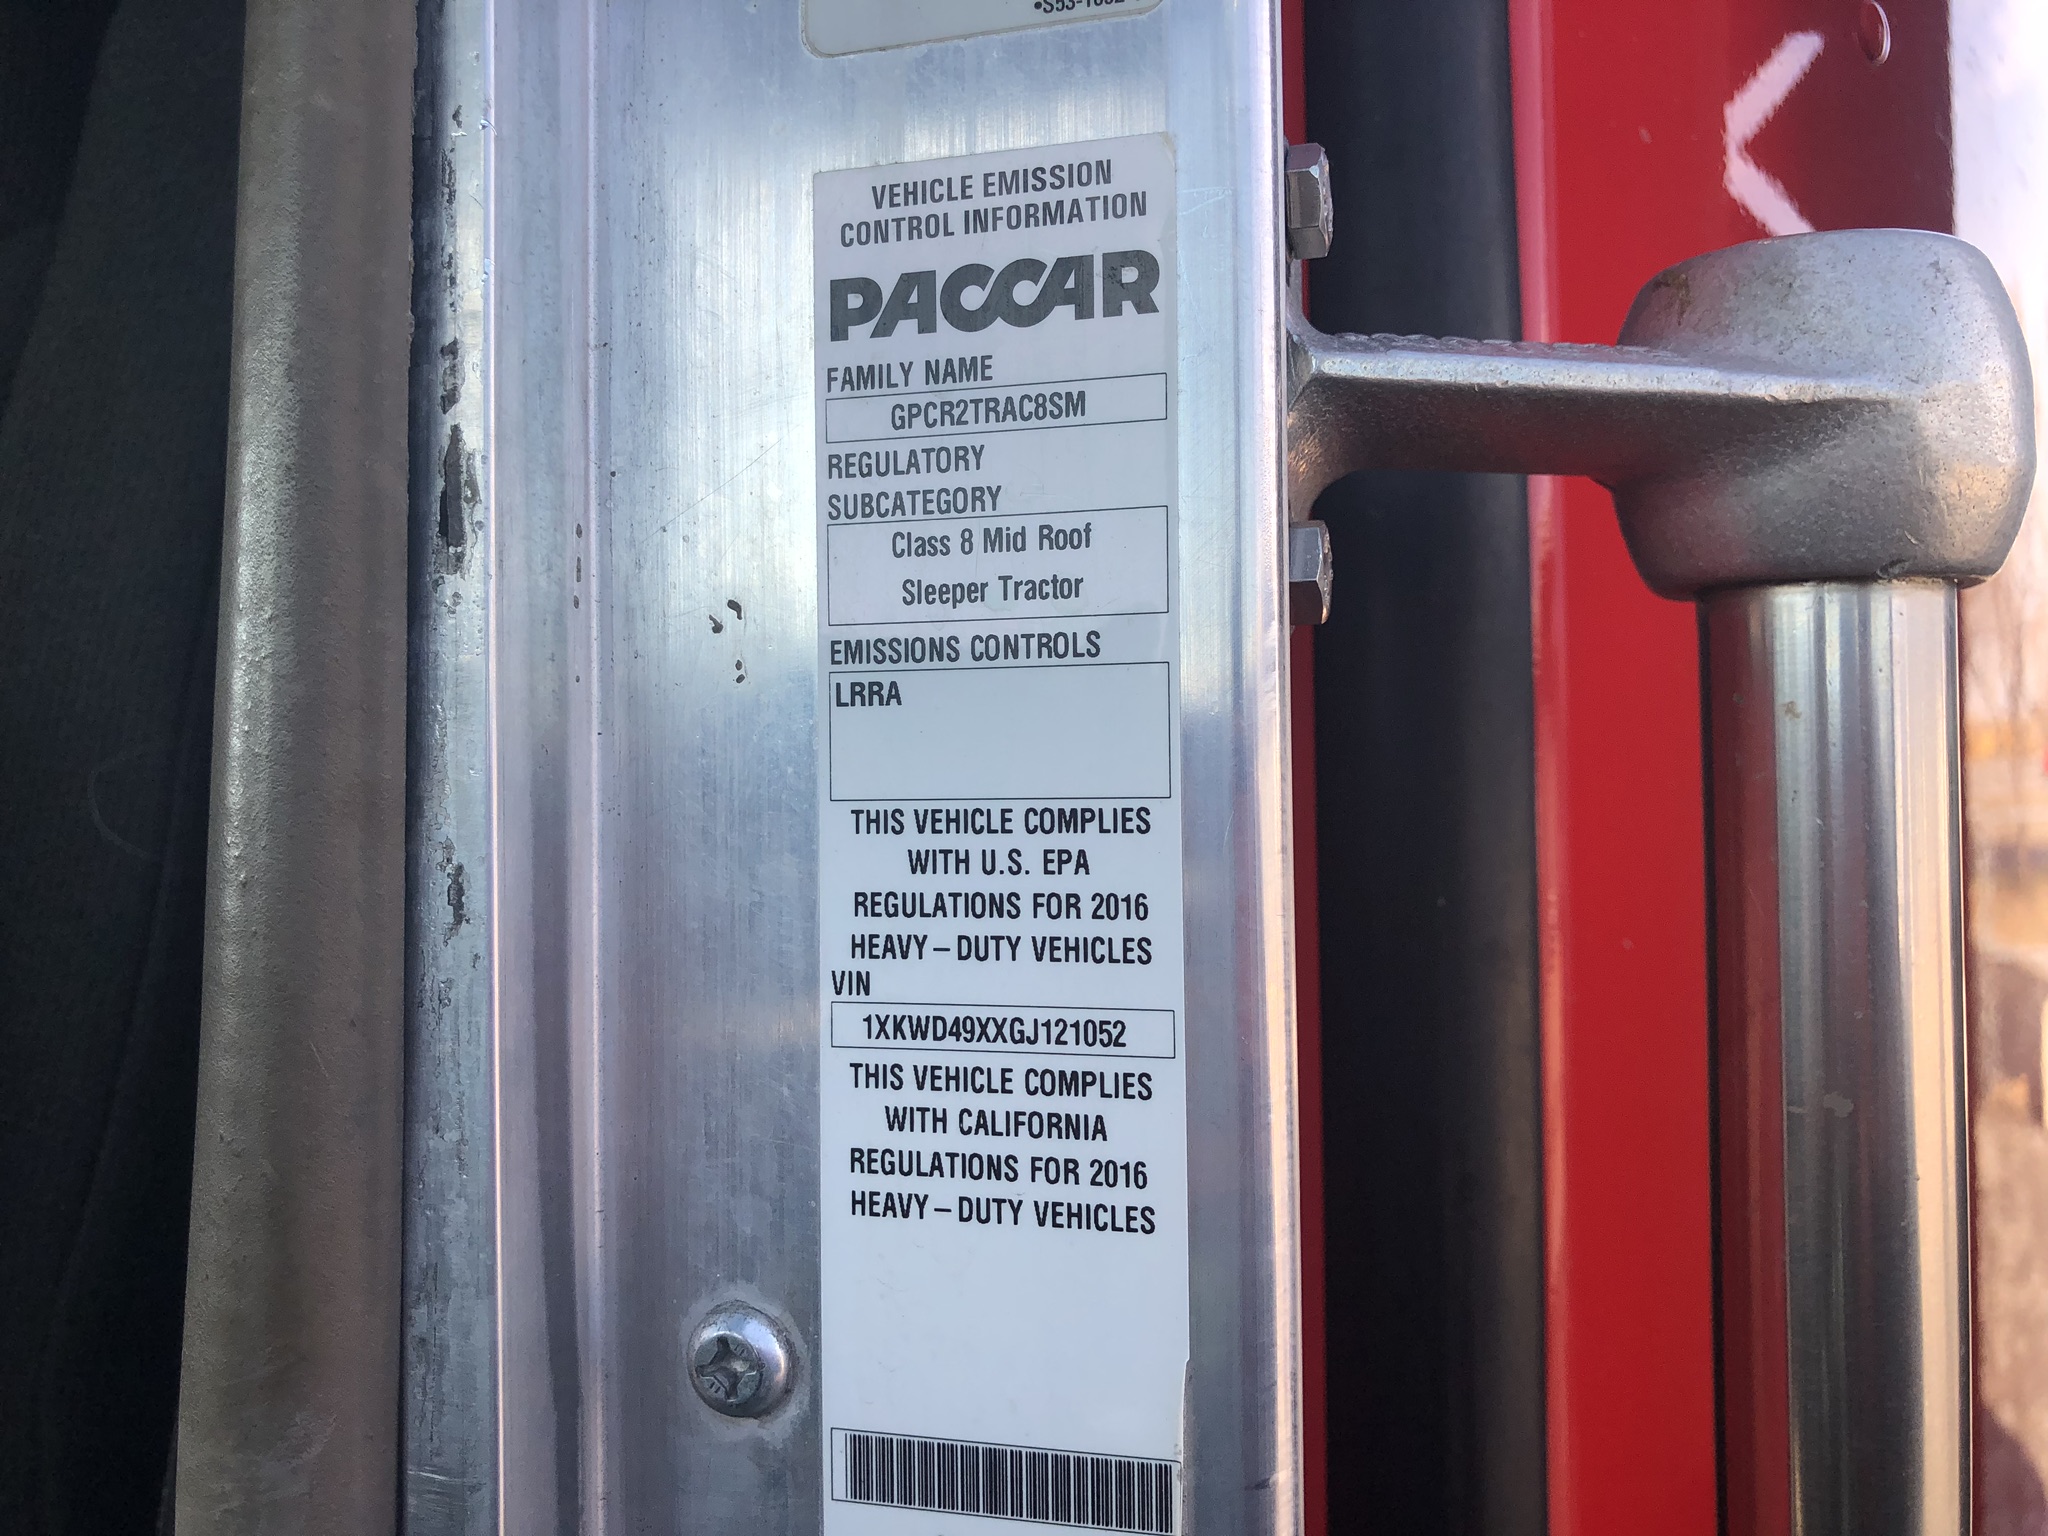 VEHICLE EMISSION
CONTROL INFORMATION
PACCAR
FAMILY NAME
GPCR2TRAC8SM
REGULATORY
SUBCATEGORY
Class 8 Mid Roof
Sleeper Tractor
EMISSIONS CONTROLS
LRRA
THIS VEHICLE COMPLIES
WITH U.S. EPA
REGULATIONS FOR 2016
HEAVY – DUTY VEHICLES
VIN
1XKWD49XXGJ121052
THIS VEHICLE COMPLIES
WITH CALIFORNIA
REGULATIONS FOR 2016
HEAVY – DUTY VEHICLES